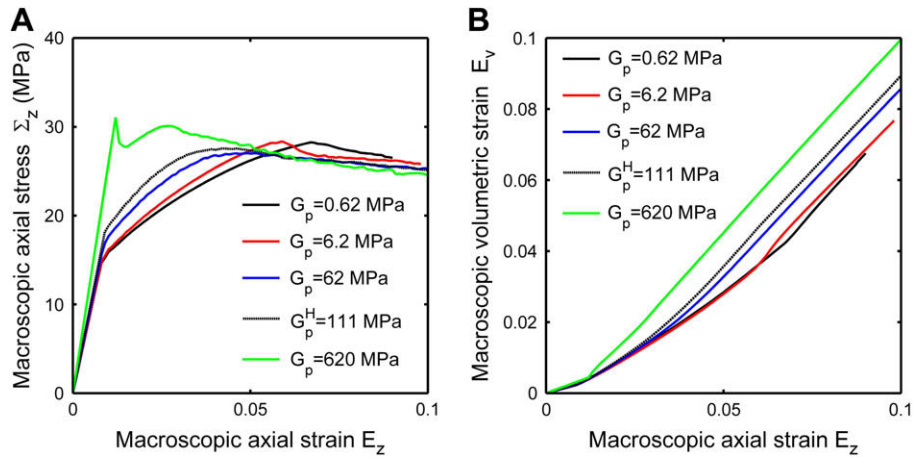 A
Macroscopic axial stress Σz (MPa)
40
30
20
10
0
0
0.05
0.1
Macroscopic axial strain Ez
Gp=0.62 MPa
Gp=6.2 MPa
Gp=62 MPa
GpH=111 MPa
Gp=620 MPa
B
Macroscopic volumetric strain Ev
0.1
0.08
0.06
0.04
0.02
0
0
0.05
0.1
Macroscopic axial strain Ez
Gp=0.62 MPa
Gp=6.2 MPa
Gp=62 MPa
GpH=111 MPa
Gp=620 MPa